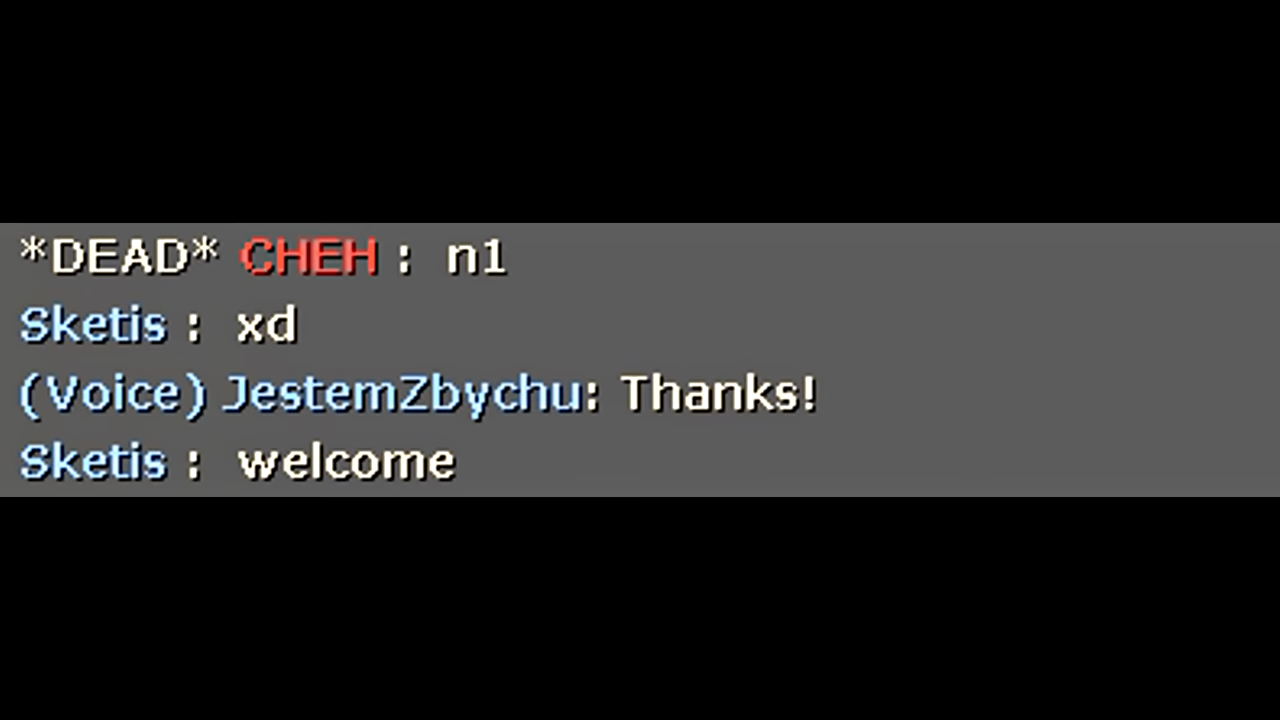 *DEAD* CHEH :  n1
Sketis :  xd
(Voice) JestemZbychu: Thanks!
Sketis :  welcome